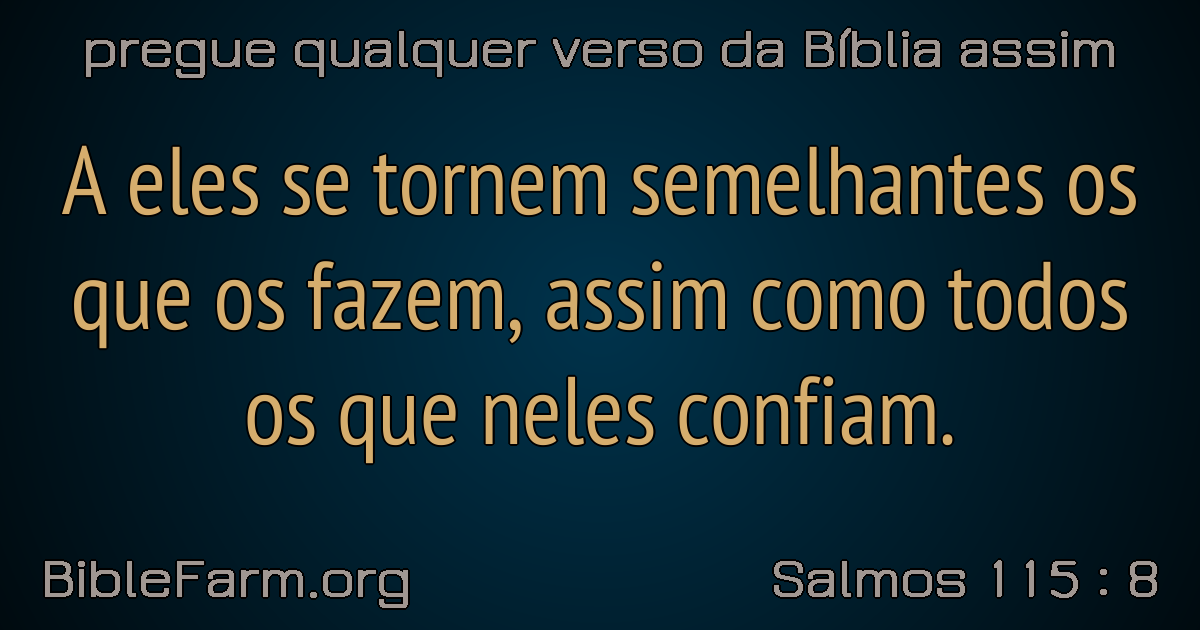 pregue qualquer verso da Bíblia assim
A eles se tornem semelhantes os
que os fazem, assim como todos
os que neles confiam.
BibleFarm.org
Salmos 115 : 8